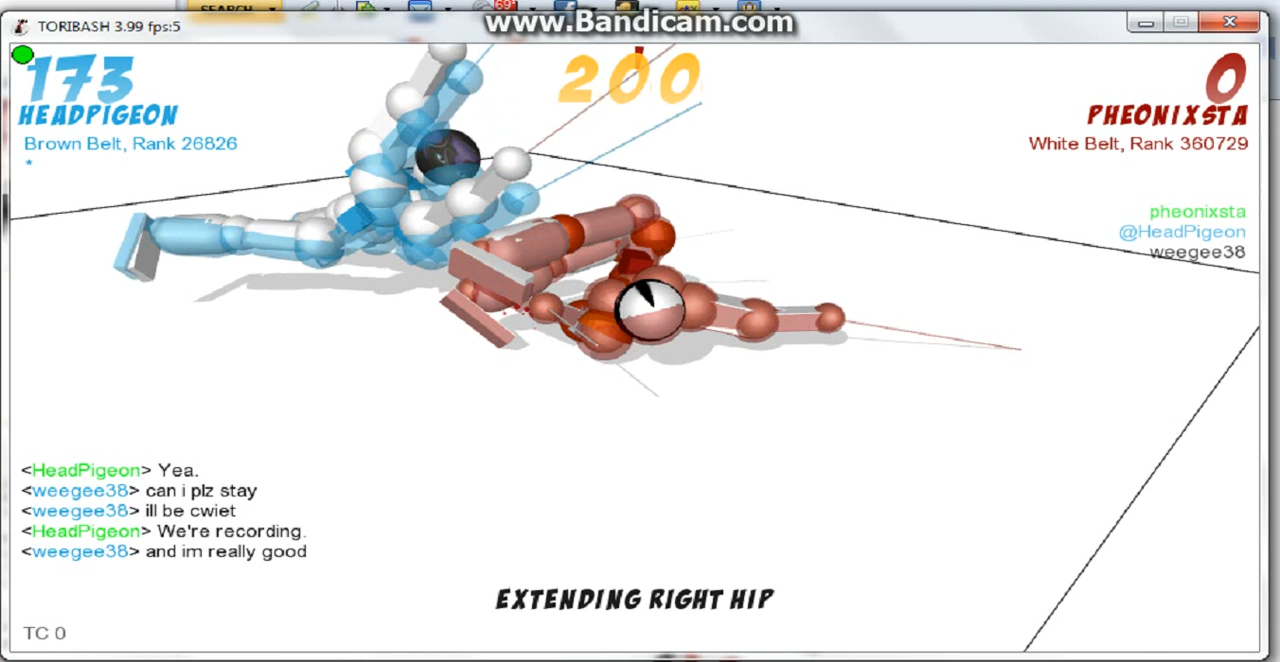 SEARCH
69
www.Bandicam.com
TORIBASH 3.99 fps:5
173
200
0
HEADPIGEON
PHEONIXSTA
Brown Belt, Rank 26826
White Belt, Rank 360729
*
pheonixsta
@HeadPigeon
weegee38
<HeadPigeon> Yea.
<weegee38> can i plz stay
<weegee38> ill be cwiet
<HeadPigeon> We're recording.
<weegee38> and im really good
EXTENDING RIGHT HIP
TC 0